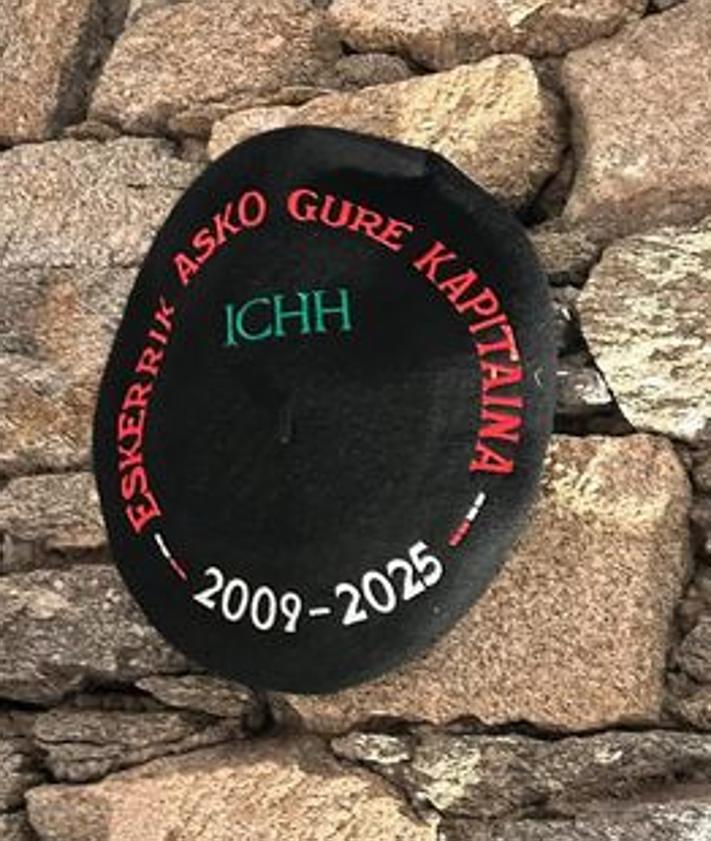 ESKERRIK ASKO GURE KAPITAINA
ICHH
2009-2025